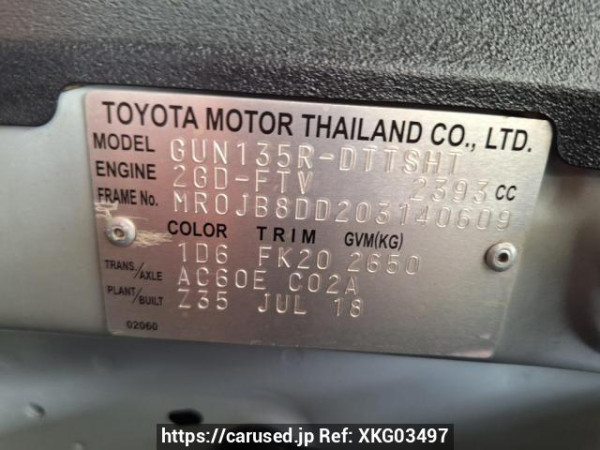 TOYOTA MOTOR THAILAND CO., LTD.
MODEL GUN135R-DTTSHT
ENGINE 2GD-FTV 2393 CC
FRAME No. MR0JB8DD203140609
COLOR TRIM GVM(KG)
1D6 FK20 2650
TRANS./AXLE AC60E C02A
PLANT/BUILT Z35 JUL 18
02060
https://carused.jp Ref: XKG03497